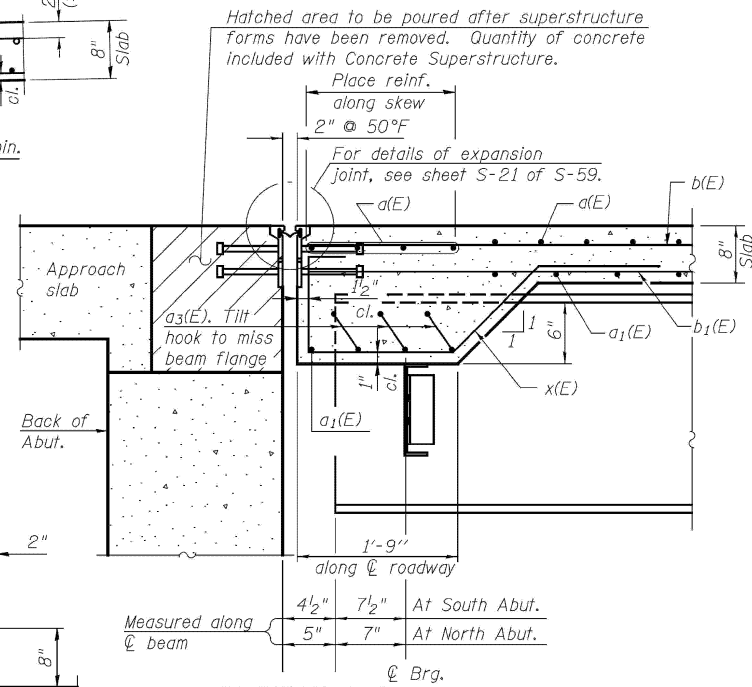 Hatched area to be poured after superstructure
forms have been removed. Quantity of concrete
included with Concrete Superstructure.
8"
Slab
cl.
Place reinf.
along skew
2" @ 50°F
For details of expansion
joint, see sheet S-21 of S-59.
a(E)
a(E)
b(E)
8"
Slab
Approach
slab
1½"
cl.
a3(E). Tilt
hook to miss
beam flange
1
1
6"
a1(E)
b1(E)
1"
cl.
x(E)
a1(E)
Back of
Abut.
2"
1'-9"
along ℄ roadway
4½" 7½" At South Abut.
Measured along
℄ beam
5" 7" At North Abut.
8"
℄ Brg.